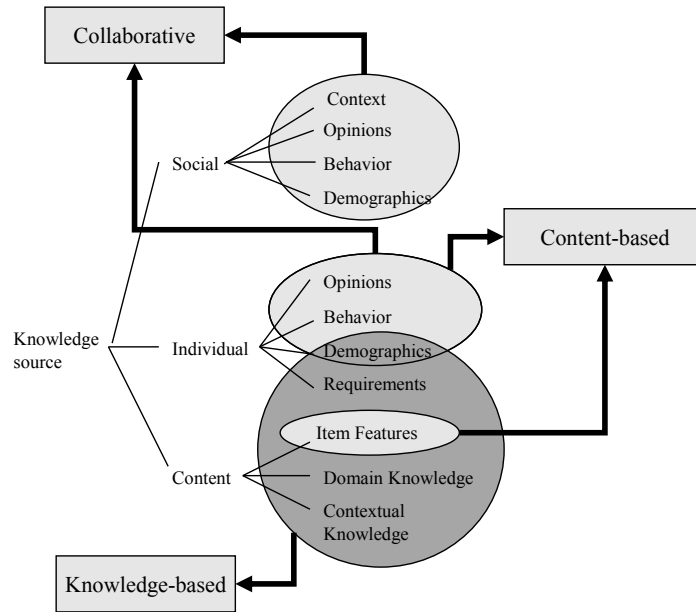 Collaborative
Context
Opinions
Social
Behavior
Demographics
Content-based
Opinions
Behavior
Knowledge
source
Individual
Demographics
Requirements
Item Features
Content
Domain Knowledge
Contextual
Knowledge
Knowledge-based